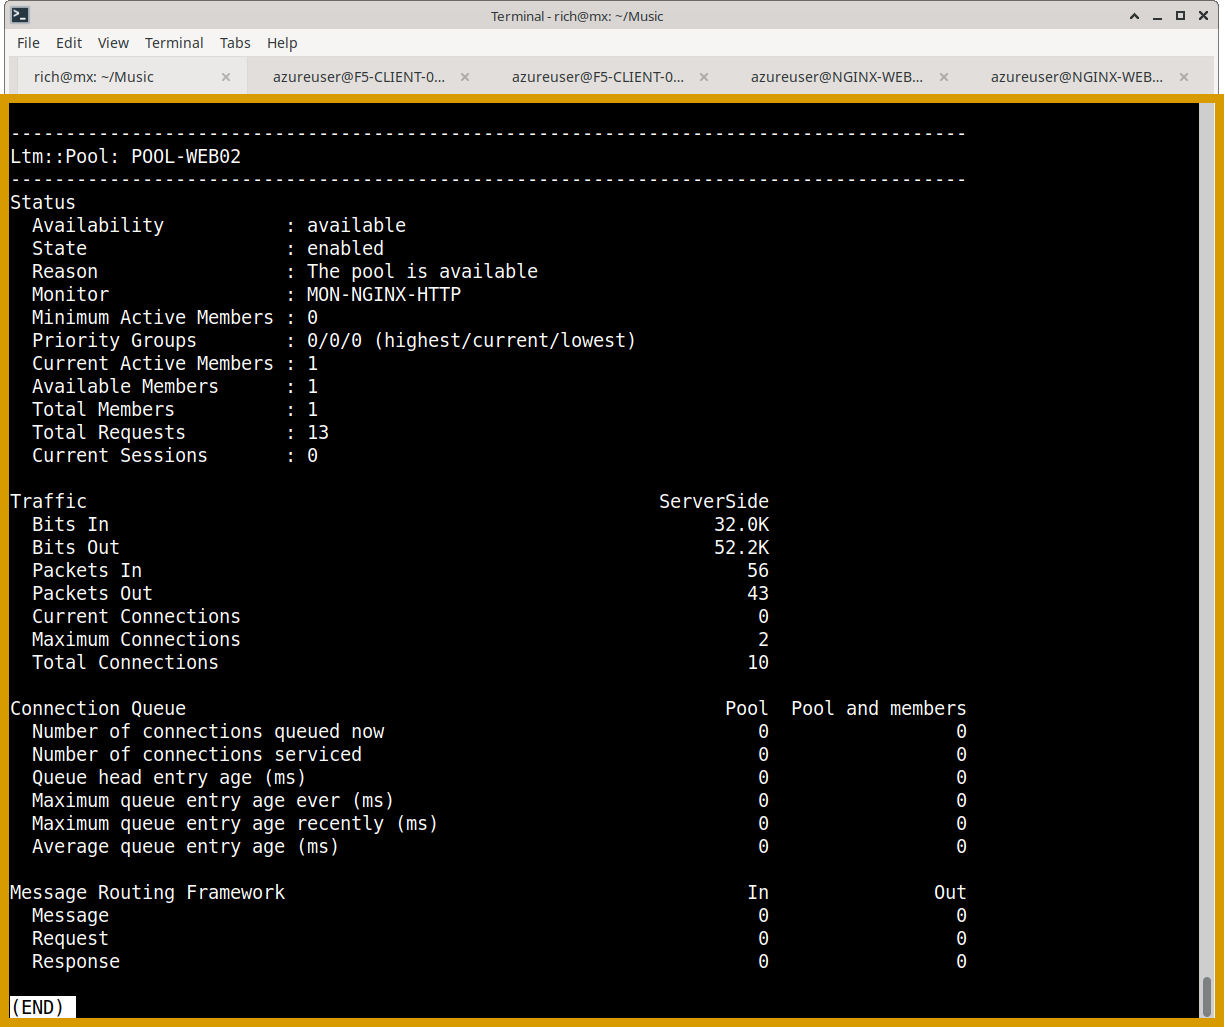 Terminal - rich@mx: ~/Music
File Edit View Terminal Tabs Help
rich@mx: ~/Music azureuser@F5-CLIENT-0... azureuser@F5-CLIENT-0... azureuser@NGINX-WEB... azureuser@NGINX-WEB...
---------------------------------------------------------------------------------------
Ltm::Pool: POOL-WEB02
---------------------------------------------------------------------------------------
Status
  Availability           : available
  State                  : enabled
  Reason                 : The pool is available
  Monitor                : MON-NGINX-HTTP
  Minimum Active Members : 0
  Priority Groups        : 0/0/0 (highest/current/lowest)
  Current Active Members : 1
  Available Members      : 1
  Total Members          : 1
  Total Requests         : 13
  Current Sessions       : 0
Traffic                                                    ServerSide
  Bits In                                                       32.0K
  Bits Out                                                      52.2K
  Packets In                                                       56
  Packets Out                                                      43
  Current Connections                                               0
  Maximum Connections                                               2
  Total Connections                                                10
Connection Queue                                                 Pool  Pool and members
  Number of connections queued now                                  0                 0
  Number of connections serviced                                    0                 0
  Queue head entry age (ms)                                         0                 0
  Maximum queue entry age ever (ms)                                 0                 0
  Maximum queue entry age recently (ms)                             0                 0
  Average queue entry age (ms)                                      0                 0
Message Routing Framework                                          In               Out
  Message                                                           0                 0
  Request                                                           0                 0
  Response                                                          0                 0
(END)